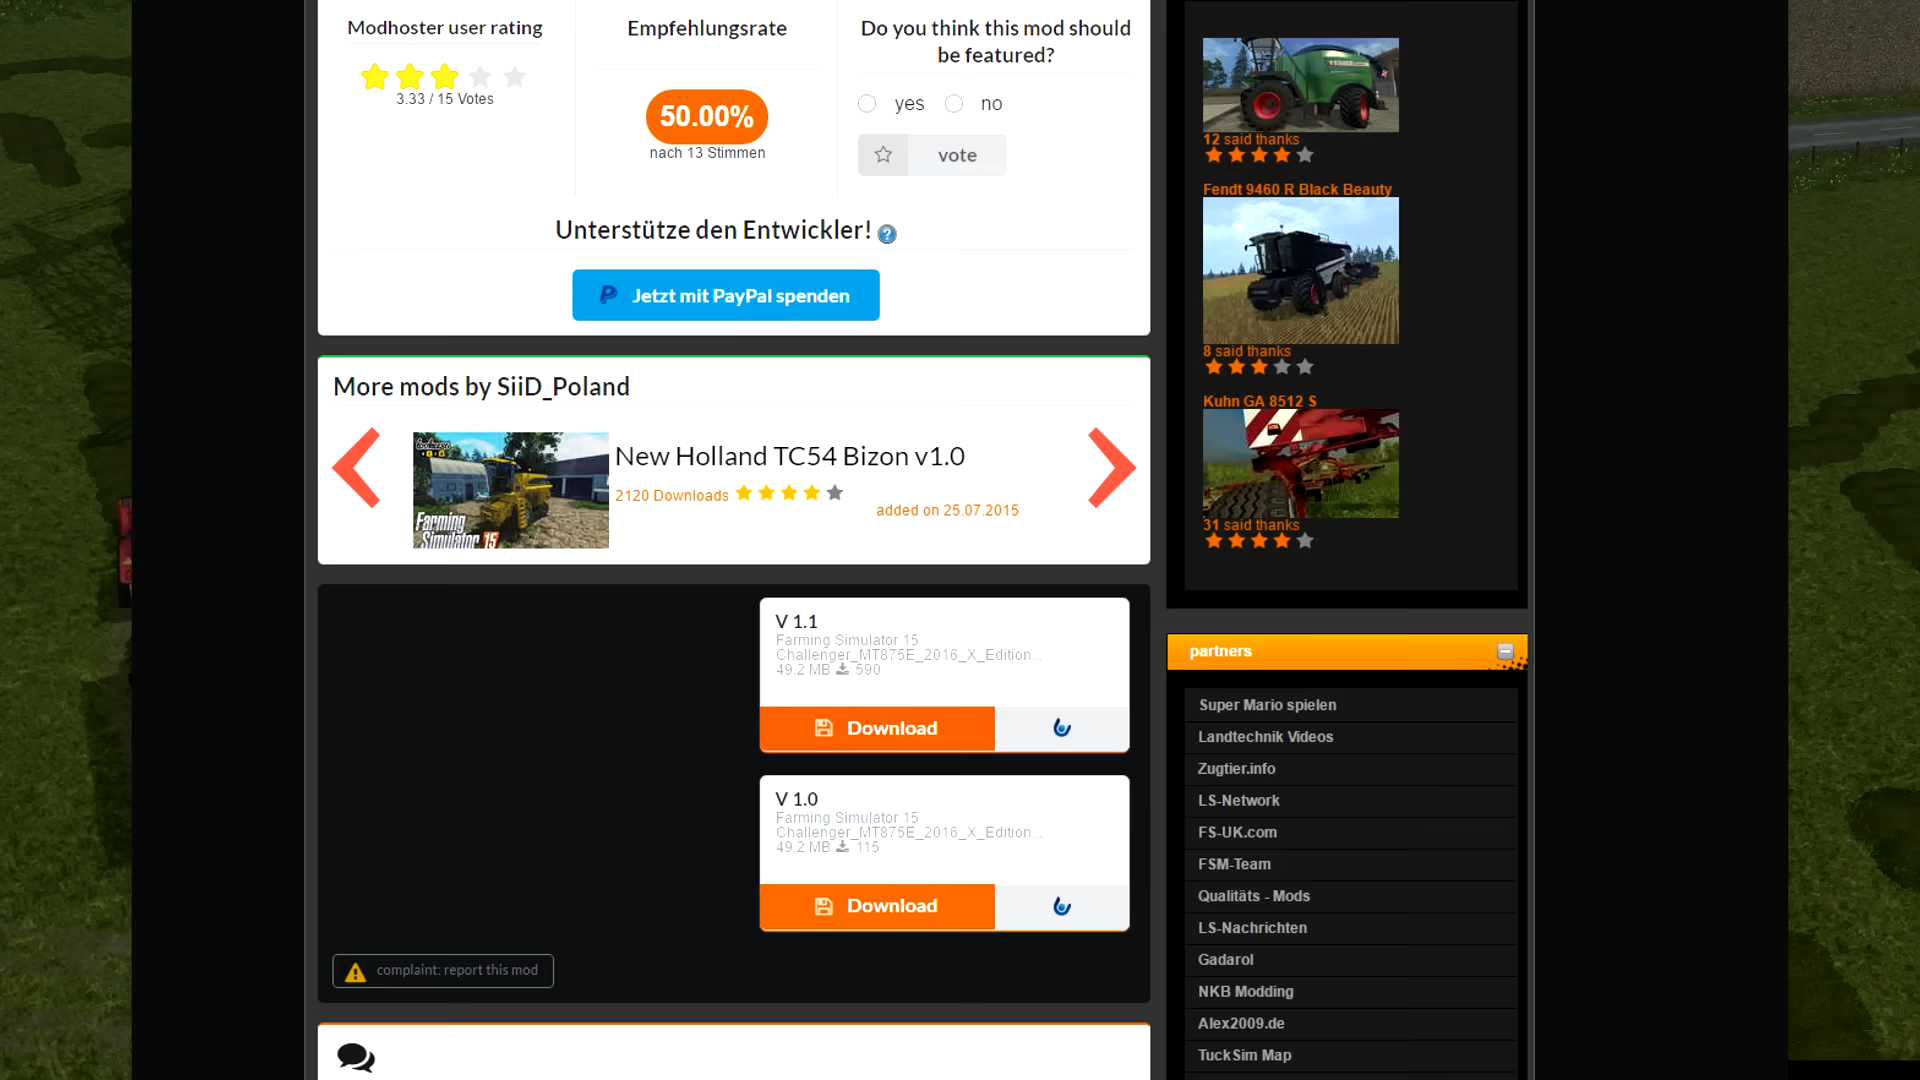 Modhoster user rating
3.33 / 15 Votes
Empfehlungsrate
50.00%
nach 13 Stimmen
Do you think this mod should
be featured?
yes no
vote
Unterstütze den Entwickler!
Jetzt mit PayPal spenden
More mods by SiiD_Poland
Farming
Simulator 15
New Holland TC54 Bizon v1.0
2120 Downloads
added on 25.07.2015
V 1.1
Farming Simulator 15
Challenger_MT875E_2016_X_Edition...
49.2 MB 590
Download
V 1.0
Farming Simulator 15
Challenger_MT875E_2016_X_Edition...
49.2 MB 115
Download
complaint: report this mod
12 said thanks
Fendt 9460 R Black Beauty
8 said thanks
Kuhn GA 8512 S
31 said thanks
partners
Super Mario spielen
Landtechnik Videos
Zugtier.info
LS-Network
FS-UK.com
FSM-Team
Qualitäts - Mods
LS-Nachrichten
Gadarol
NKB Modding
Alex2009.de
TuckSim Map